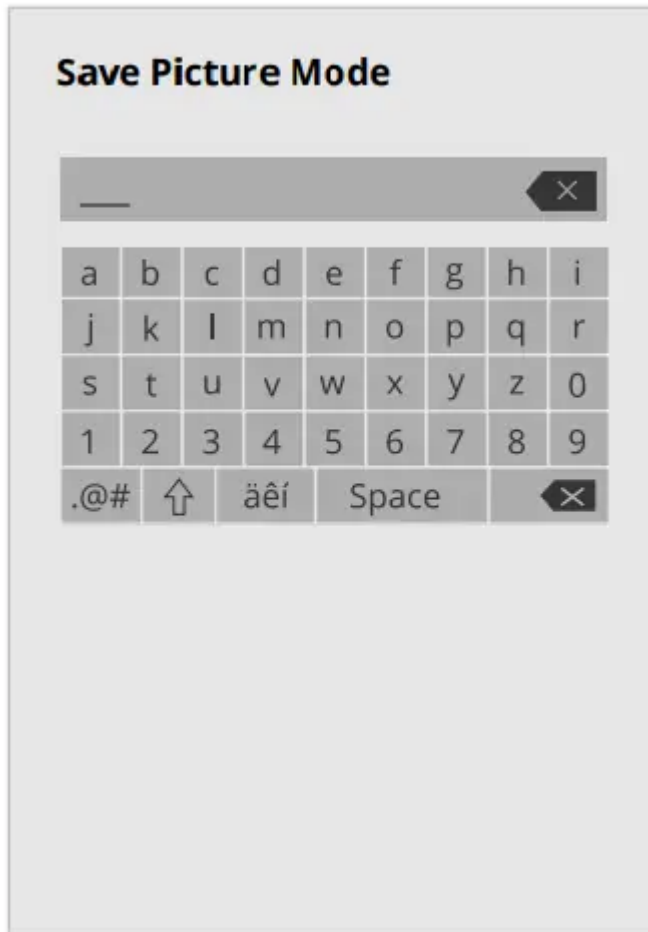 Save Picture Mode
a b c d e f g h i
j k l m n o p q r
s t u v w x y z 0
1 2 3 4 5 6 7 8 9
.@# äêí Space